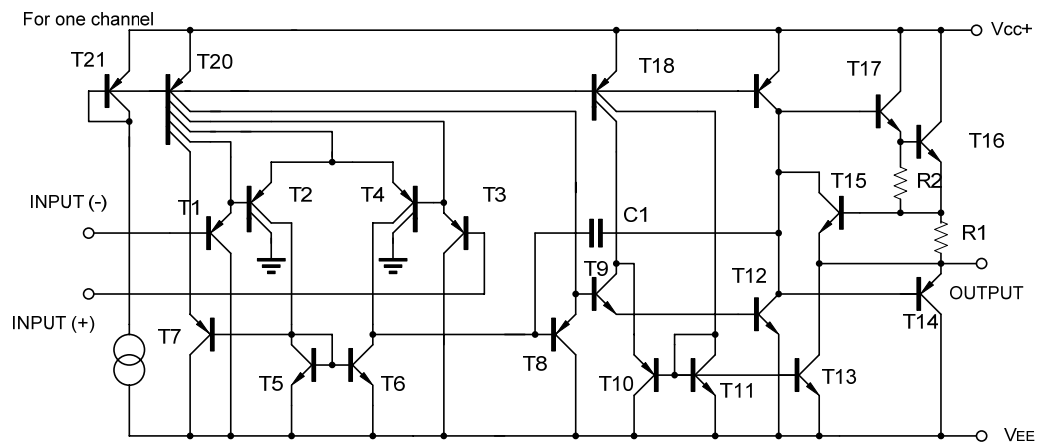 For one channel
Vcc+
T21
T20
T18
T17
T16
INPUT (-)
T1
T2
T4
T3
T15
R2
C1
R1
T9
T12
OUTPUT
INPUT (+)
T7
T8
T14
T5
T6
T10
T11
T13
VEE